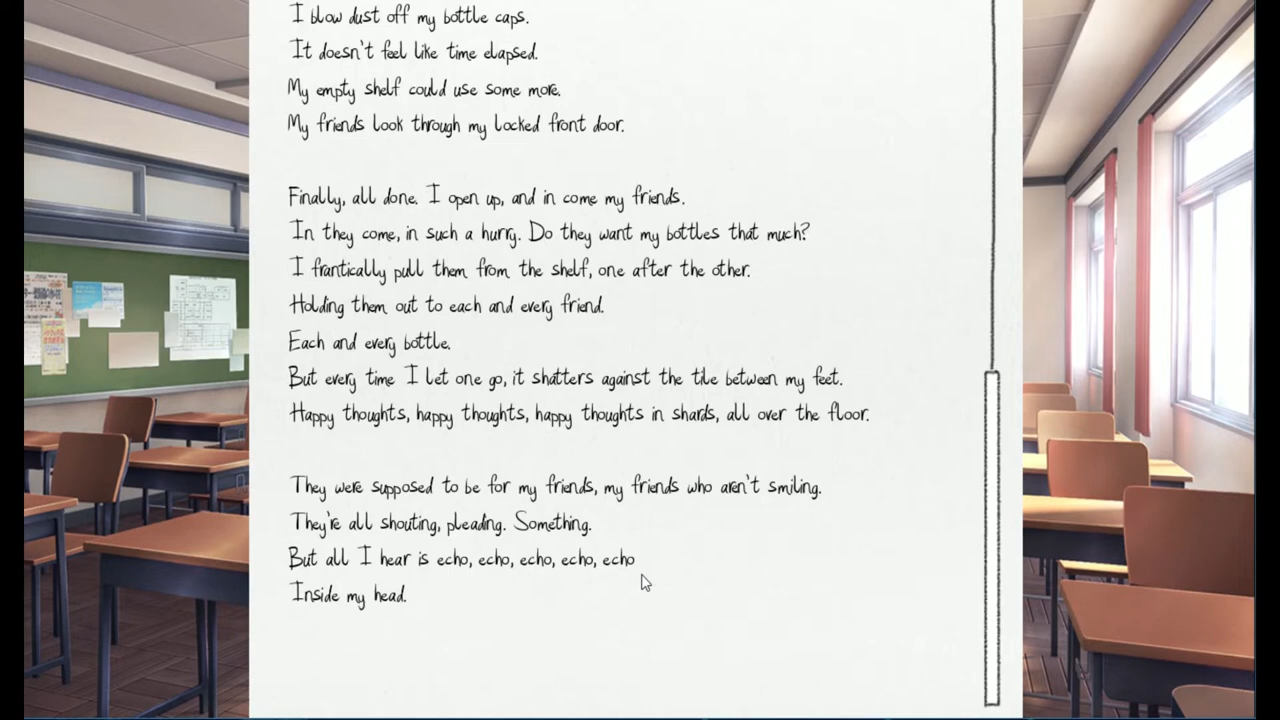 I blow dust off my bottle caps.
It doesn't feel like time elapsed.
My empty shelf could use some more.
My friends look through my locked front door.
Finally, all done. I open up, and in come my friends.
In they come, in such a hurry. Do they want my bottles that much?
I frantically pull them from the shelf, one after the other.
Holding them out to each and every friend.
Each and every bottle.
But every time I let one go, it shatters against the tile between my feet.
Happy thoughts, happy thoughts, happy thoughts in shards, all over the floor.
They were supposed to be for my friends, my friends who aren't smiling.
They're all shouting, pleading. Something.
But all I hear is echo, echo, echo, echo, echo
Inside my head.